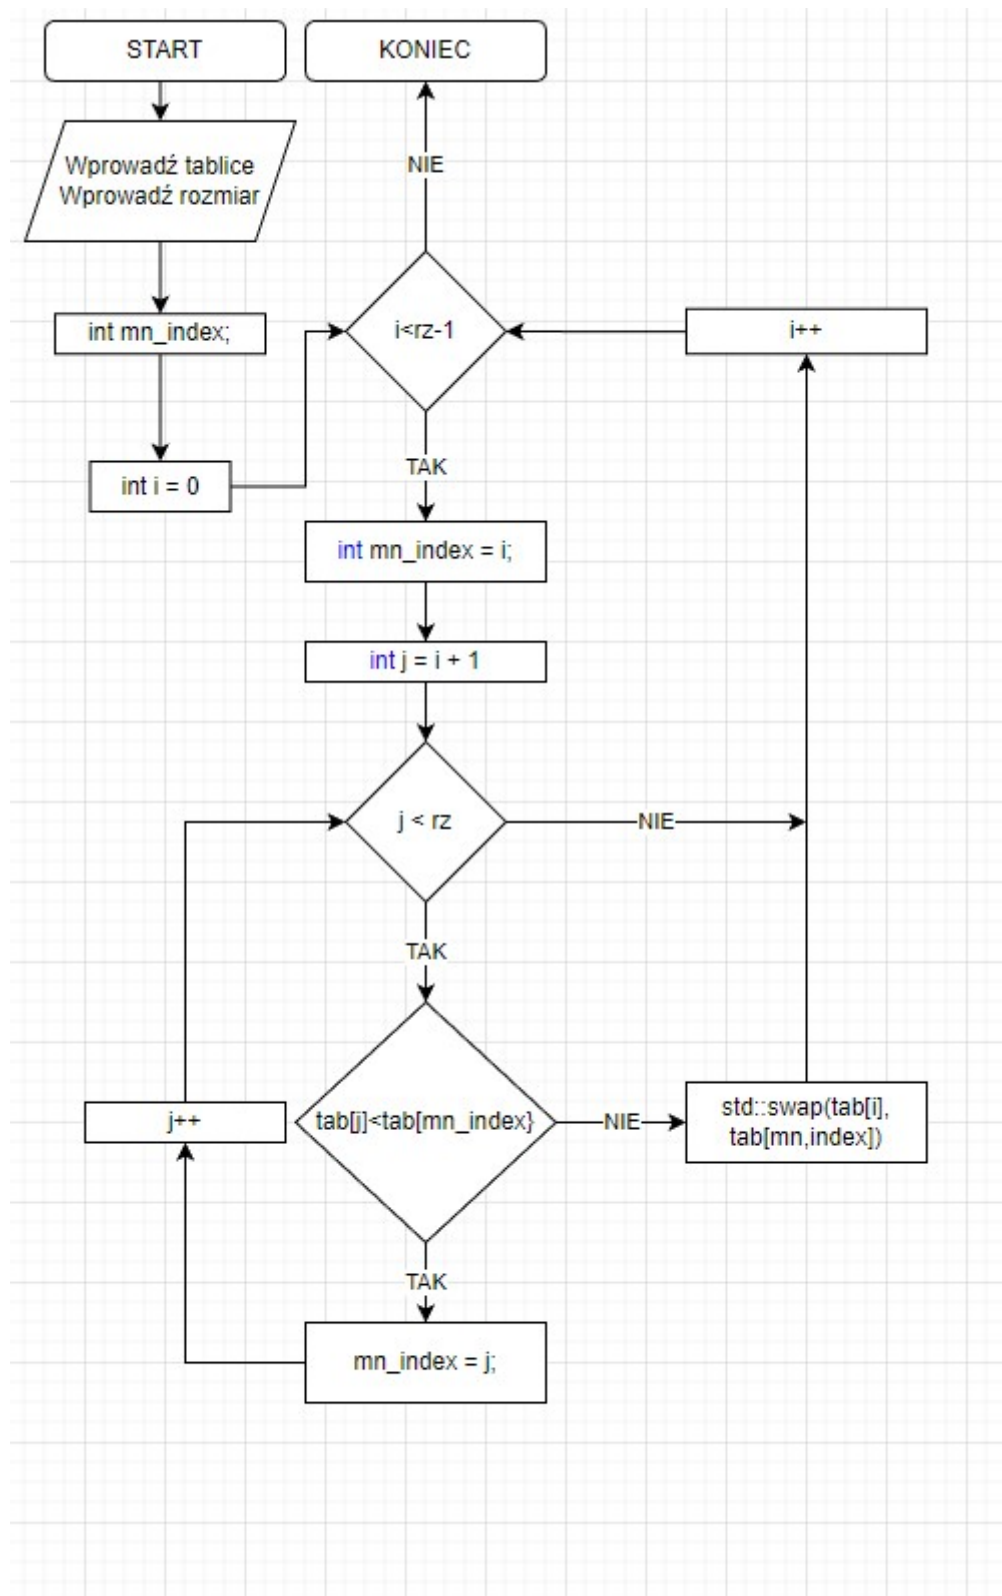 START
KONIEC
Wprowadź tablice
Wprowadź rozmiar
NIE
int mn_index;
i<rz-1
i++
int i = 0
TAK
int mn_index = i;
int j = i + 1
j < rz
NIE
TAK
j++
tab[j]<tab[mn_index}
NIE
std::swap(tab[i],
tab[mn,index])
TAK
mn_index = j;